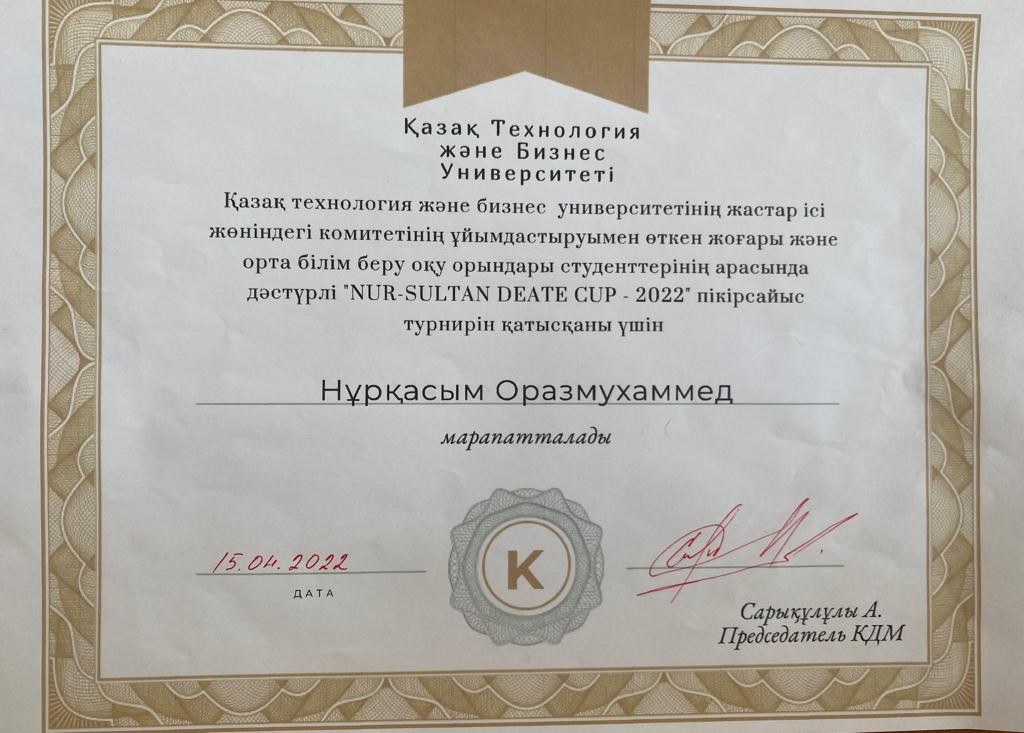 Қазақ Технология
және Бизнес
Университеті
Қазақ технология және бизнес университетінің жастар ісі
жөніндегі комитетінің ұйымдастыруымен өткен жоғары және
орта білім беру оқу орындары студенттерінің арасында
дәстүрлі "NUR-SULTAN DEATE CUP - 2022" пікірсайыс
турнирін қатысқаны үшін
Нұрқасым Оразмухаммед
марапатталады
15.04.2022
ДАТА
K
Сарықұлұлы А.
Председатель КДМ